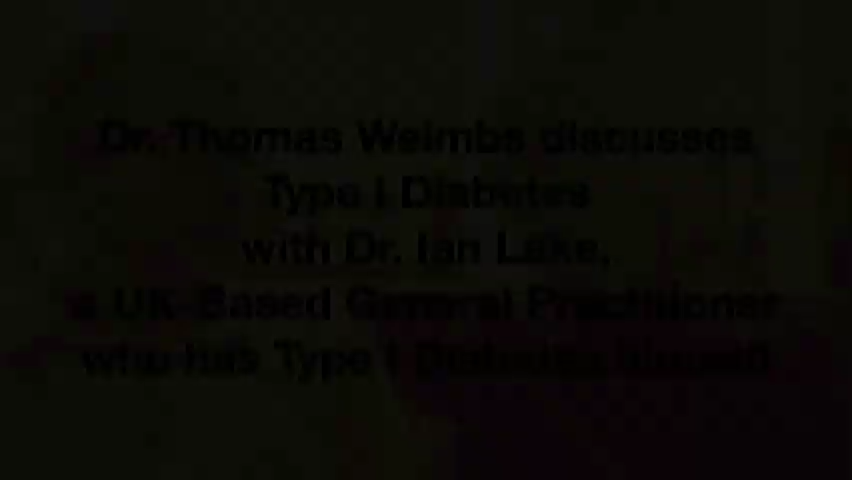 Dr. Thomas Weimbs discusses
Type I Diabetes
with Dr. Ian Lake,
a UK-Based General Practitioner
who has Type I Diabetes himself